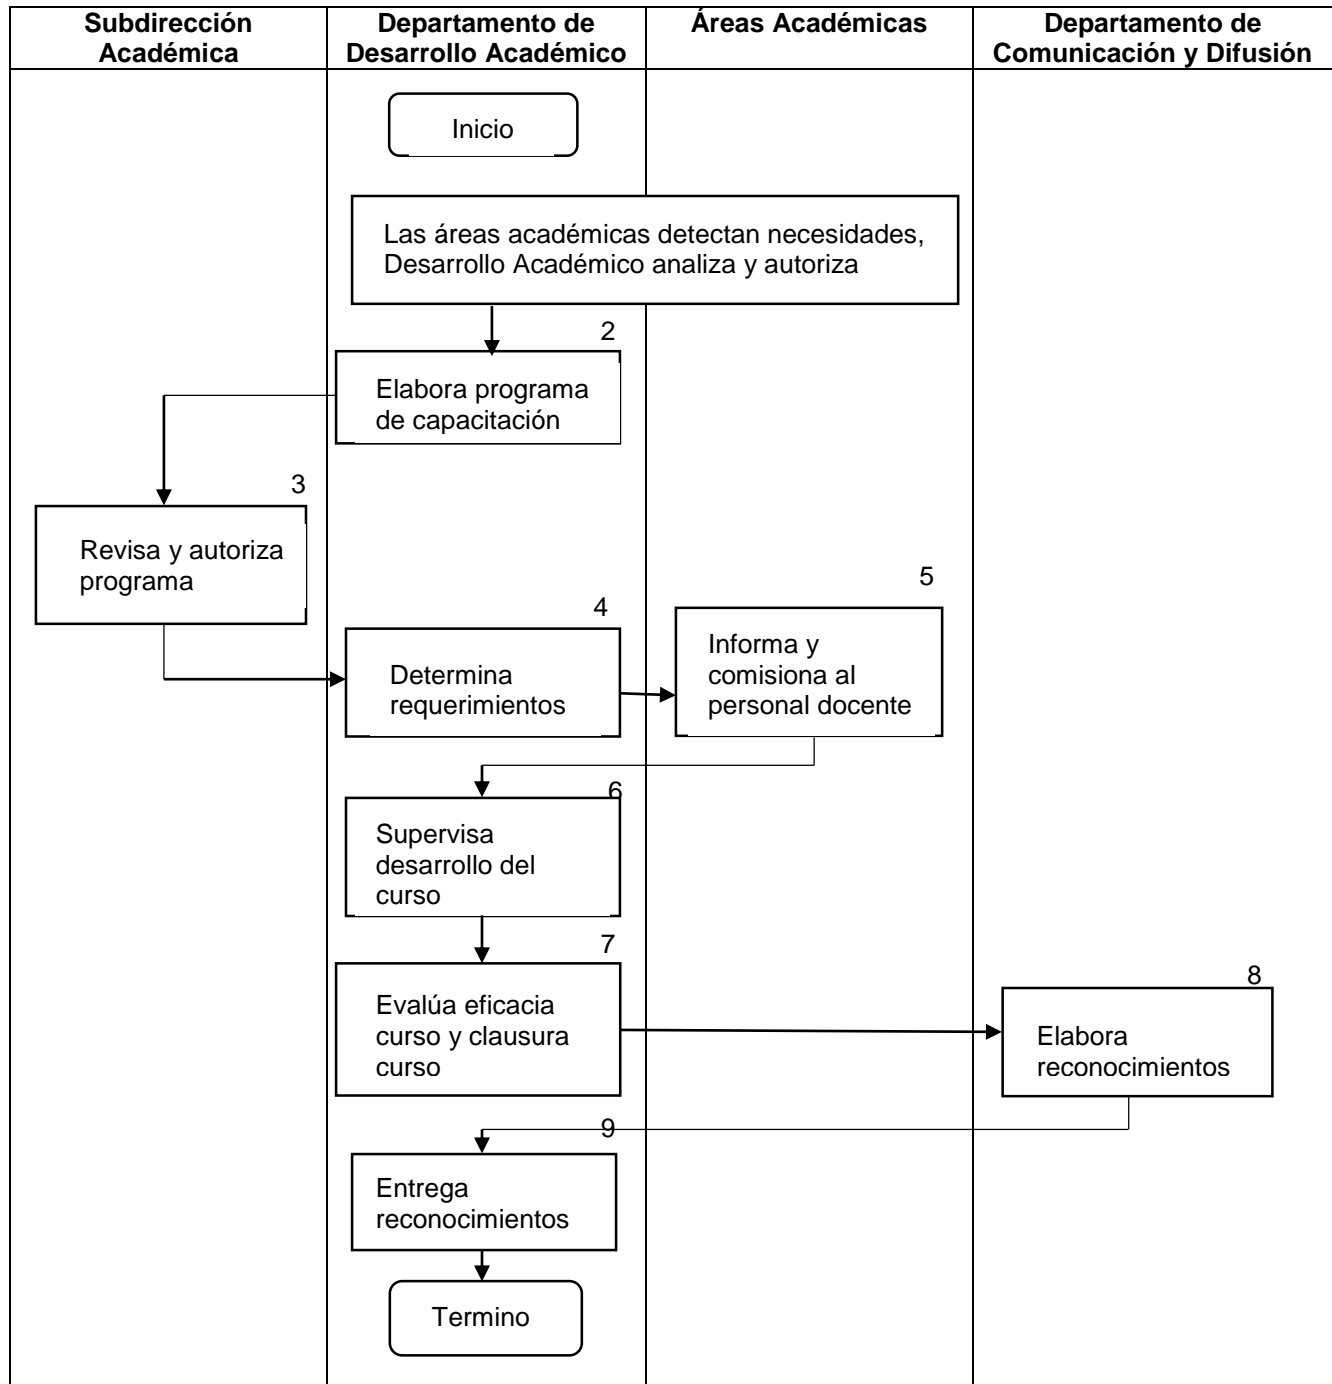 Subdirección
Académica
Departamento de
Desarrollo Académico
Áreas Académicas
Departamento de
Comunicación y Difusión
Inicio
Las áreas académicas detectan necesidades,
Desarrollo Académico analiza y autoriza
2
Elabora programa
de capacitación
3
Revisa y autoriza
programa
4
Determina
requerimientos
5
Informa y
comisiona al
personal docente
6
Supervisa
desarrollo del
curso
7
Evalúa eficacia
curso y clausura
curso
8
Elabora
reconocimientos
9
Entrega
reconocimientos
Termino